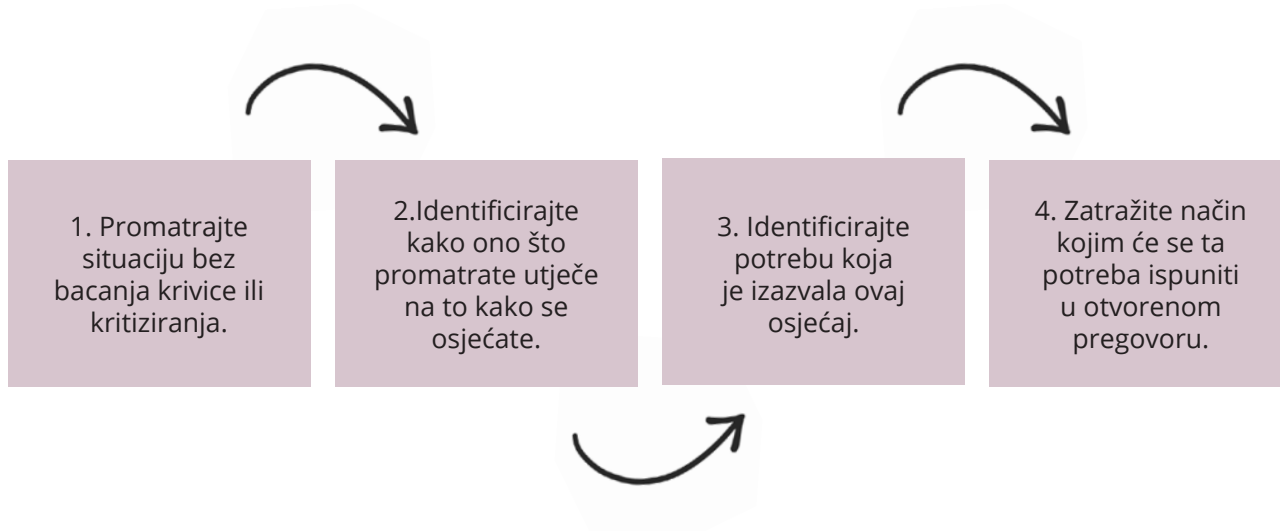 1. Promatrajte
situaciju bez
bacanja krivice ili
kritiziranja.
2.Identificirajte
kako ono što
promatrate utječe
na to kako se
osjećate.
3. Identificirajte
potrebu koja
je izazvala ovaj
osjećaj.
4. Zatražite način
kojim će se ta
potreba ispuniti
u otvorenom
pregovoru.